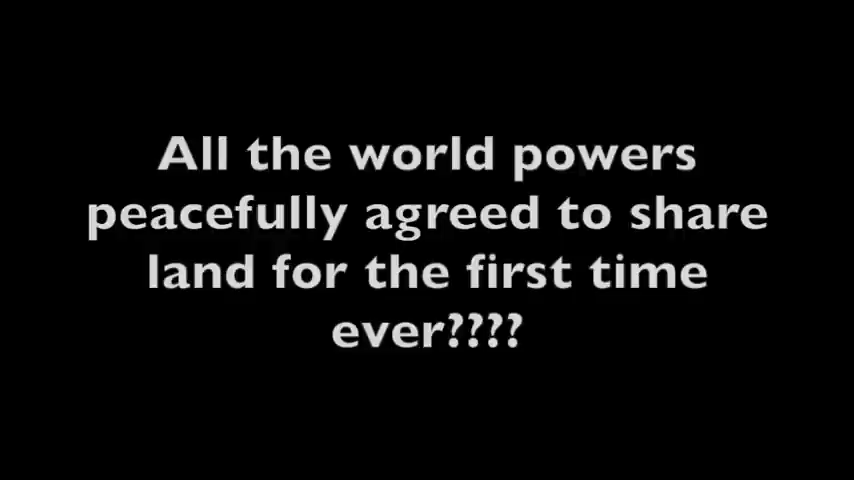 All the world powers
peacefully agreed to share
land for the first time
ever????